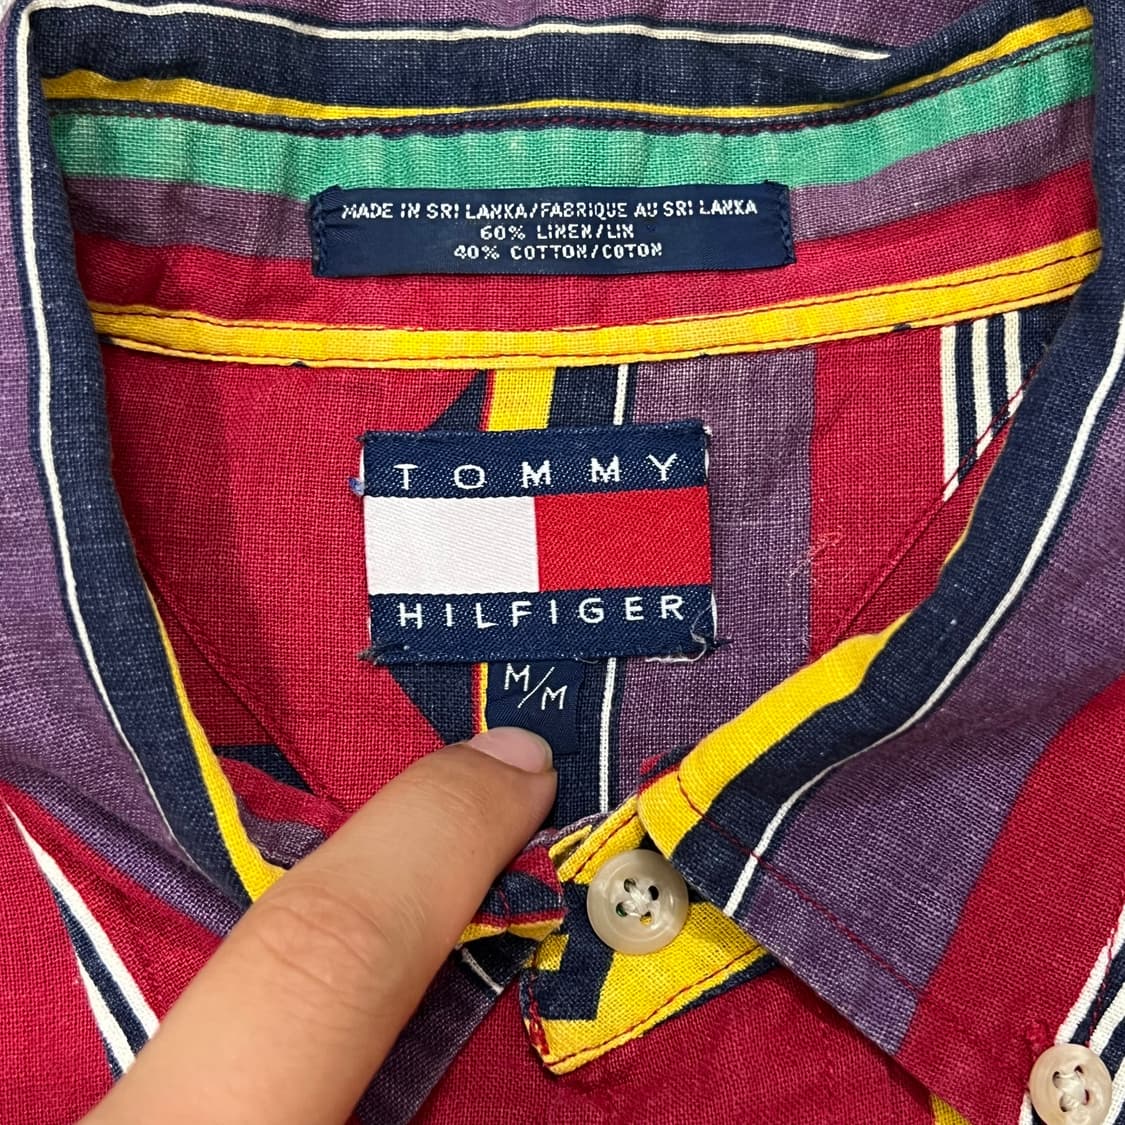 MADE IN SRI LANKA/FABRIQUE AU SRI LANKA
60% LINEN/LIN
40% COTTON/COTON
TOMMY
HILFIGER
M/M